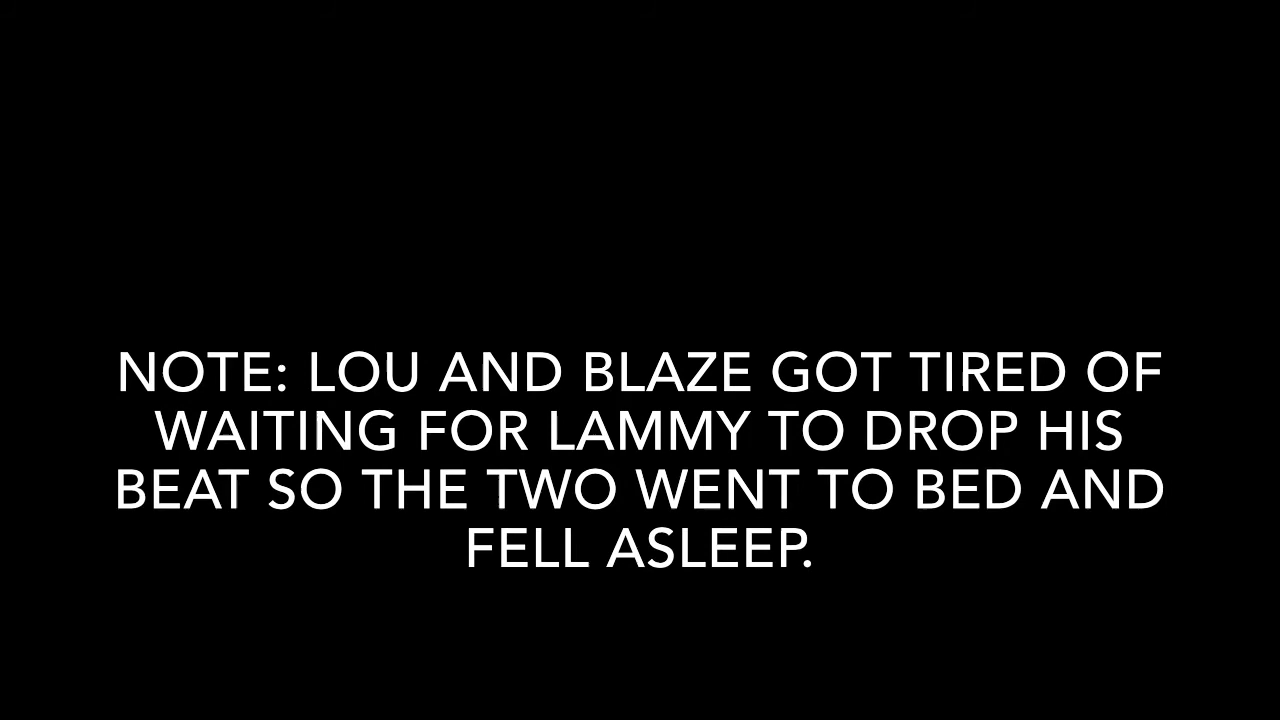 NOTE: LOU AND BLAZE GOT TIRED OF
WAITING FOR LAMMY TO DROP HIS
BEAT SO THE TWO WENT TO BED AND
FELL ASLEEP.